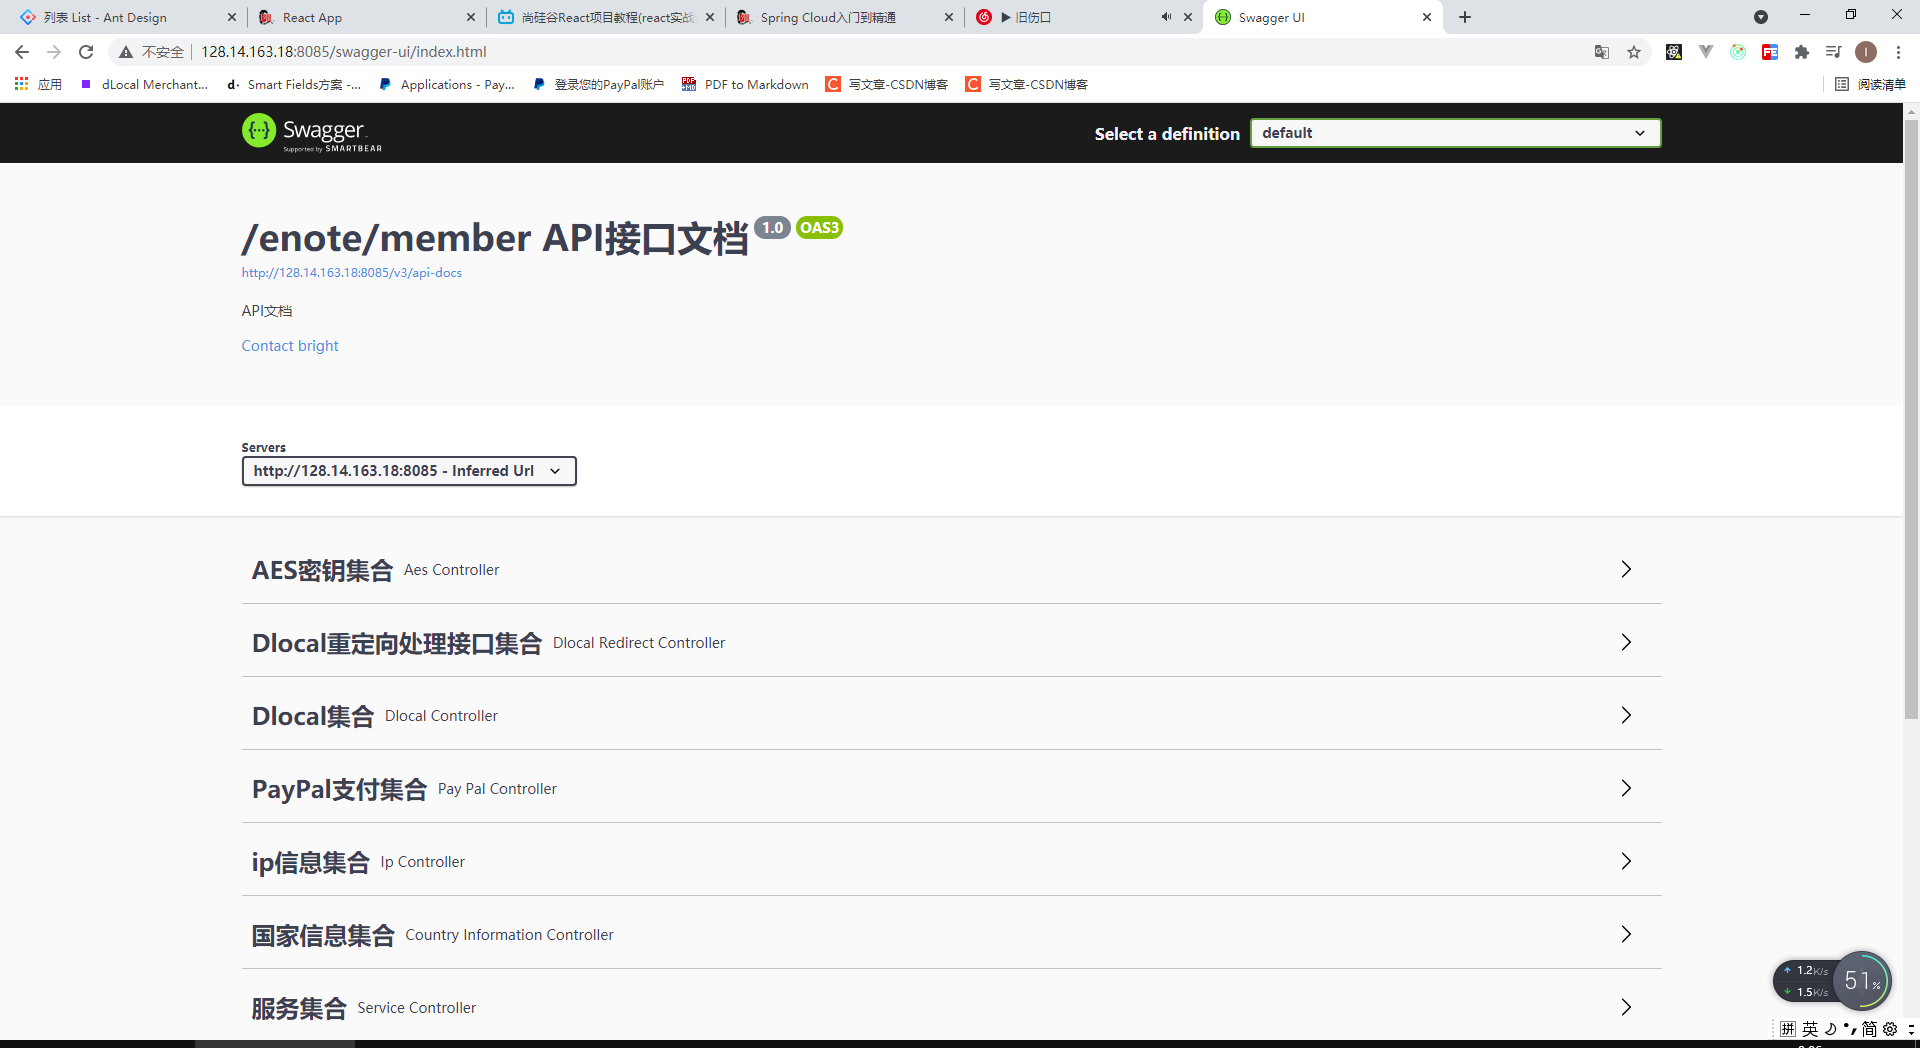 列表 List - Ant Design
React App
尚硅谷React项目教程(react实战
Spring Cloud入门到精通
▶ 旧伤口
Swagger UI
不安全
128.14.163.18:8085/swagger-ui/index.html
应用
dLocal Merchant...
Smart Fields方案 -...
Applications - Pay...
登录您的PayPal账户
PDF to Markdown
写文章-CSDN博客
写文章-CSDN博客
阅读清单
Swagger
Supported by SMARTBEAR
Select a definition
default
/enote/member API接口文档 1.0 OAS3
http://128.14.163.18:8085/v3/api-docs
API文档
Contact bright
Servers
http://128.14.163.18:8085 - Inferred Url
AES密钥集合 Aes Controller
Dlocal重定向处理接口集合 Dlocal Redirect Controller
Dlocal集合 Dlocal Controller
PayPal支付集合 Pay Pal Controller
ip信息集合 Ip Controller
国家信息集合 Country Information Controller
服务集合 Service Controller
1.2K/s
1.5K/s
51%
拼 英 简